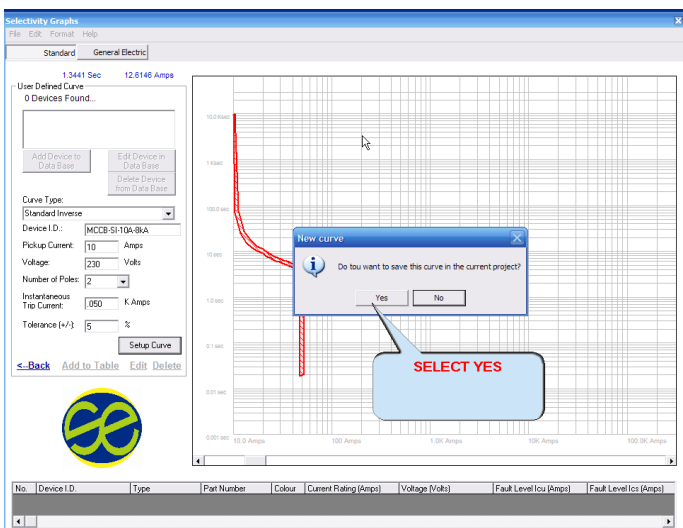 Selectivity Graphs
File Edit Format Help
Standard General Electric
1.3441 Sec 12.6146 Amps
User Defined Curve
0 Devices Found...
Add Device to Data Base
Edit Device in Data Base
Delete Device from Data Base
Curve Type:
Standard Inverse
Device I.D.: MCCB-SI-10A-8kA
Pickup Current: 10 Amps
Voltage: 230 Volts
Number of Poles: 2
Instantaneous Trip Current: .050 K Amps
Tolerance (+/-): 5 %
Setup Curve
<--Back Add to Table Edit Delete
10.0 Ksec
1 Ksec
100.0 sec
10 sec
1.0 sec
0.1 sec
0.01 sec
0.001 sec
10.0 Amps 100 Amps 1.0K Amps 10K Amps 100.0K Amps
New curve
Do tou want to save this curve in the current project?
Yes No
SELECT YES
se
No. Device I.D. Type Part Number Colour Current Rating (Amps) Voltage (Volts) Fault Level Icu (Amps) Fault Level Ics (Amps)